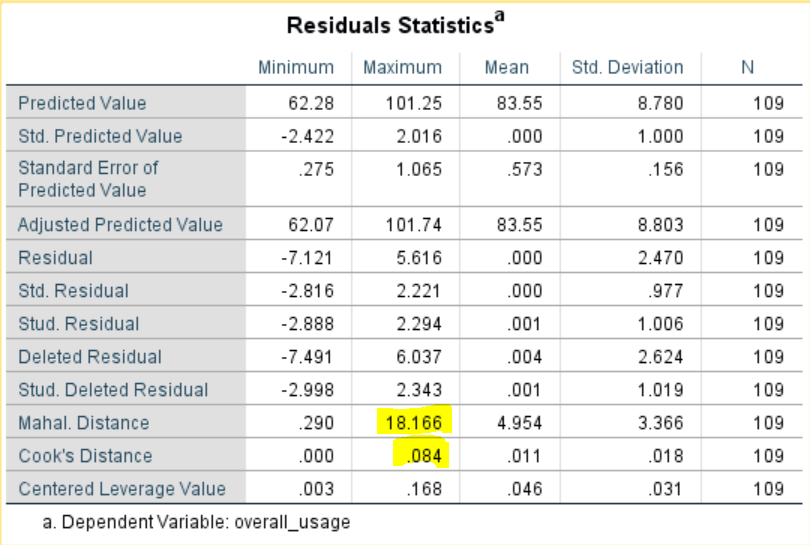 Residuals Statisticsa
Minimum Maximum Mean Std. Deviation N
Predicted Value 62.28 101.25 83.55 8.780 109
Std. Predicted Value -2.422 2.016 .000 1.000 109
Standard Error of
Predicted Value .275 1.065 .573 .156 109
Adjusted Predicted Value 62.07 101.74 83.55 8.803 109
Residual -7.121 5.616 .000 2.470 109
Std. Residual -2.816 2.221 .000 .977 109
Stud. Residual -2.888 2.294 .001 1.006 109
Deleted Residual -7.491 6.037 .004 2.624 109
Stud. Deleted Residual -2.998 2.343 .001 1.019 109
Mahal. Distance .290 18.166 4.954 3.366 109
Cook's Distance .000 .084 .011 .018 109
Centered Leverage Value .003 .168 .046 .031 109
a. Dependent Variable: overall_usage